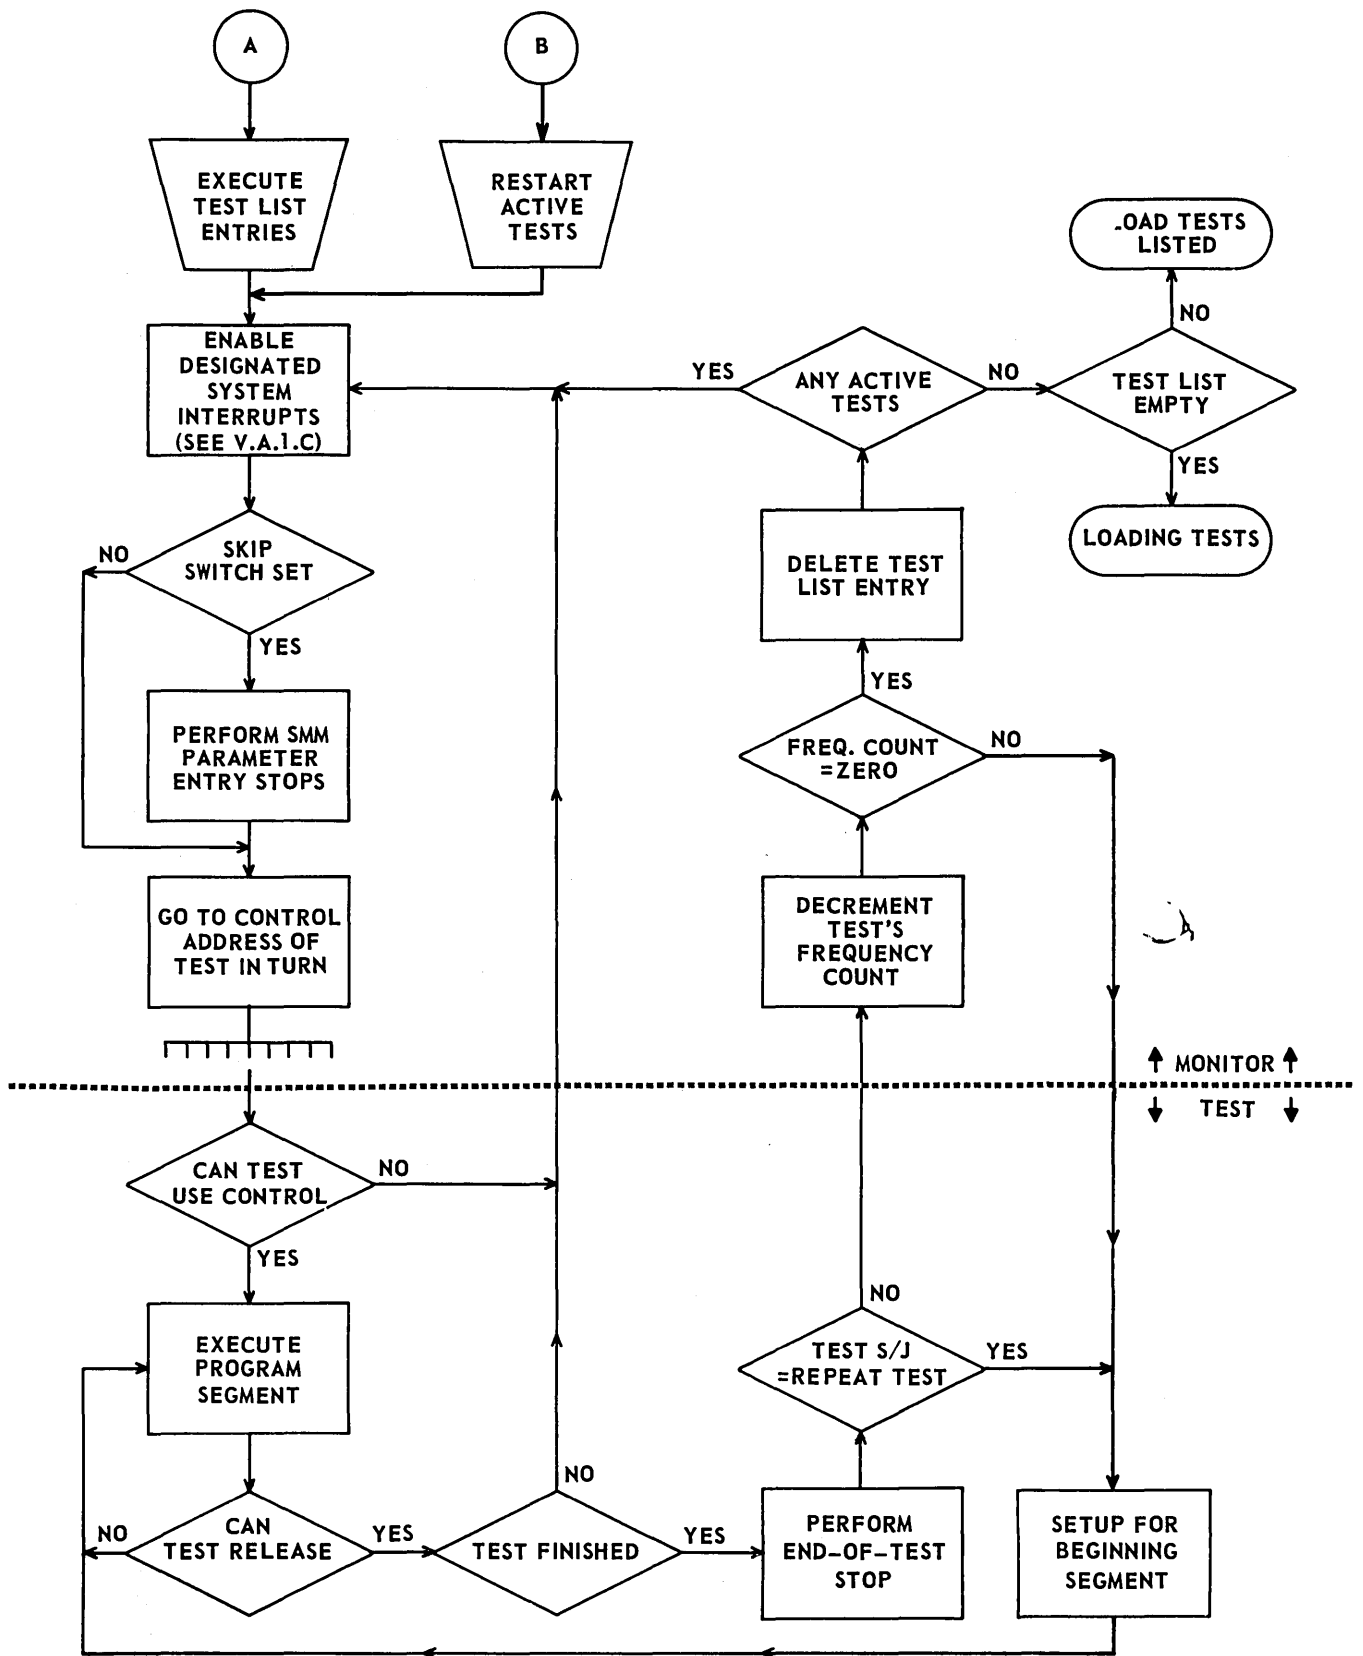 A
B
EXECUTE
TEST LIST
ENTRIES
RESTART
ACTIVE
TESTS
OAD TESTS
LISTED
NO
ENABLE
DESIGNATED
SYSTEM
INTERRUPTS
(SEE V.A.1.C)
YES
ANY ACTIVE
TESTS
NO
TEST LIST
EMPTY
YES
LOADING TESTS
NO
SKIP
SWITCH SET
YES
DELETE TEST
LIST ENTRY
YES
PERFORM SMM
PARAMETER
ENTRY STOPS
FREQ. COUNT
=ZERO
NO
GO TO CONTROL
ADDRESS OF
TEST IN TURN
DECREMENT
TEST'S
FREQUENCY
COUNT
MONITOR
TEST
CAN TEST
USE CONTROL
NO
YES
EXECUTE
PROGRAM
SEGMENT
NO
TEST S/J
=REPEAT TEST
YES
NO
CAN
TEST RELEASE
YES
NO
TEST FINISHED
YES
PERFORM
END-OF-TEST
STOP
SETUP FOR
BEGINNING
SEGMENT